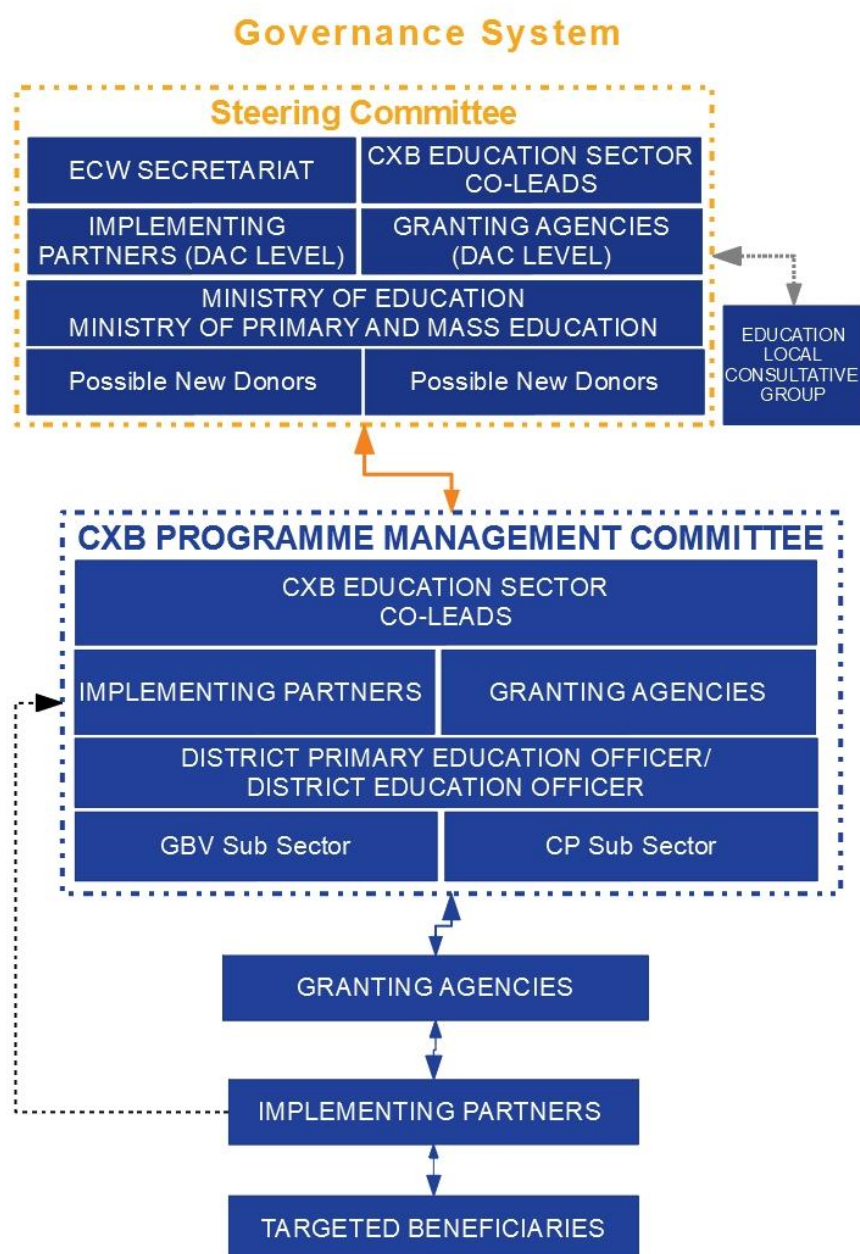 Governance System
Steering Committee
ECW SECRETARIAT
CXB EDUCATION SECTOR
CO-LEADS
IMPLEMENTING
PARTNERS (DAC LEVEL)
GRANTING AGENCIES
(DAC LEVEL)
MINISTRY OF EDUCATION
MINISTRY OF PRIMARY AND MASS EDUCATION
Possible New Donors
Possible New Donors
EDUCATION
LOCAL
CONSULTATIVE
GROUP
CXB PROGRAMME MANAGEMENT COMMITTEE
CXB EDUCATION SECTOR
CO-LEADS
IMPLEMENTING PARTNERS
GRANTING AGENCIES
DISTRICT PRIMARY EDUCATION OFFICER/
DISTRICT EDUCATION OFFICER
GBV Sub Sector
CP Sub Sector
GRANTING AGENCIES
IMPLEMENTING PARTNERS
TARGETED BENEFICIARIES